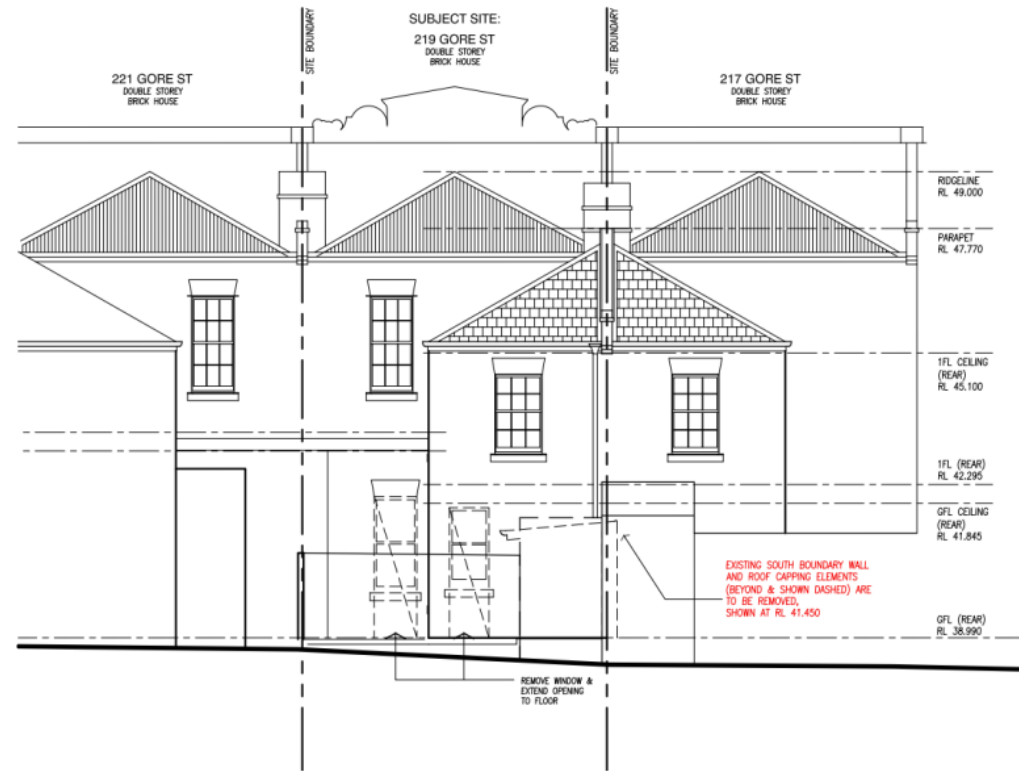 SUBJECT SITE:
219 GORE ST
DOUBLE STOREY
BRICK HOUSE
SITE BOUNDARY
SITE BOUNDARY
221 GORE ST
DOUBLE STOREY
BRICK HOUSE
217 GORE ST
DOUBLE STOREY
BRICK HOUSE
RIDGELINE
RL 49.000
PARAPET
RL 47.770
1FL CEILING
(REAR)
RL 45.100
1FL (REAR)
RL 42.295
GFL CEILING
(REAR)
RL 41.845
EXISTING SOUTH BOUNDARY WALL
AND ROOF CAPPING ELEMENTS
(BEYOND & SHOWN DASHED) ARE
TO BE REMOVED,
SHOWN AT RL 41.450
GFL (REAR)
RL 38.990
REMOVE WINDOW &
EXTEND OPENING
TO FLOOR